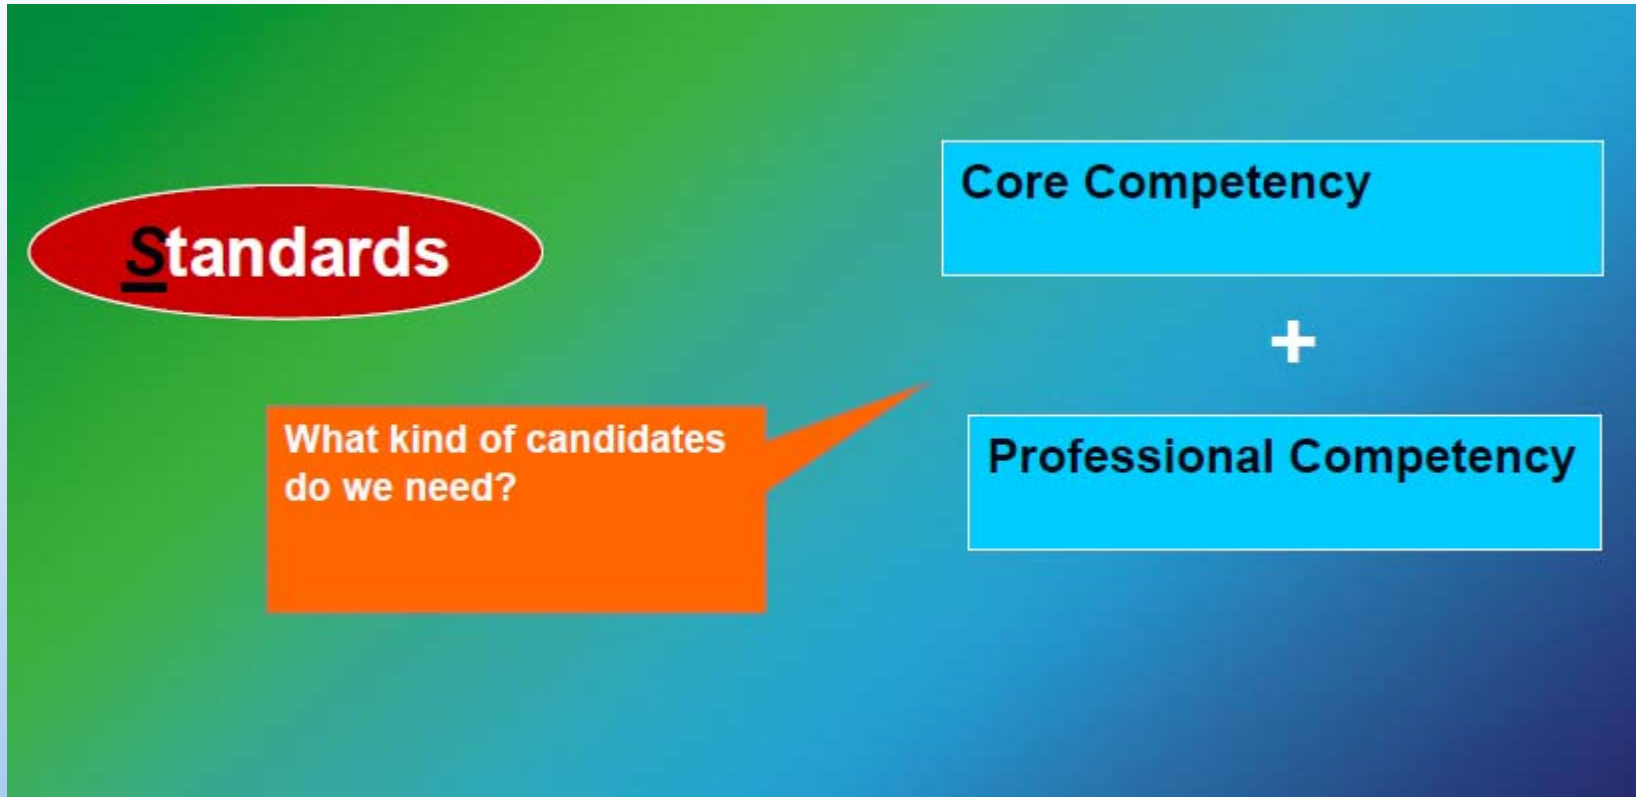 Standards
What kind of candidates
do we need?
Core Competency
+
Professional Competency